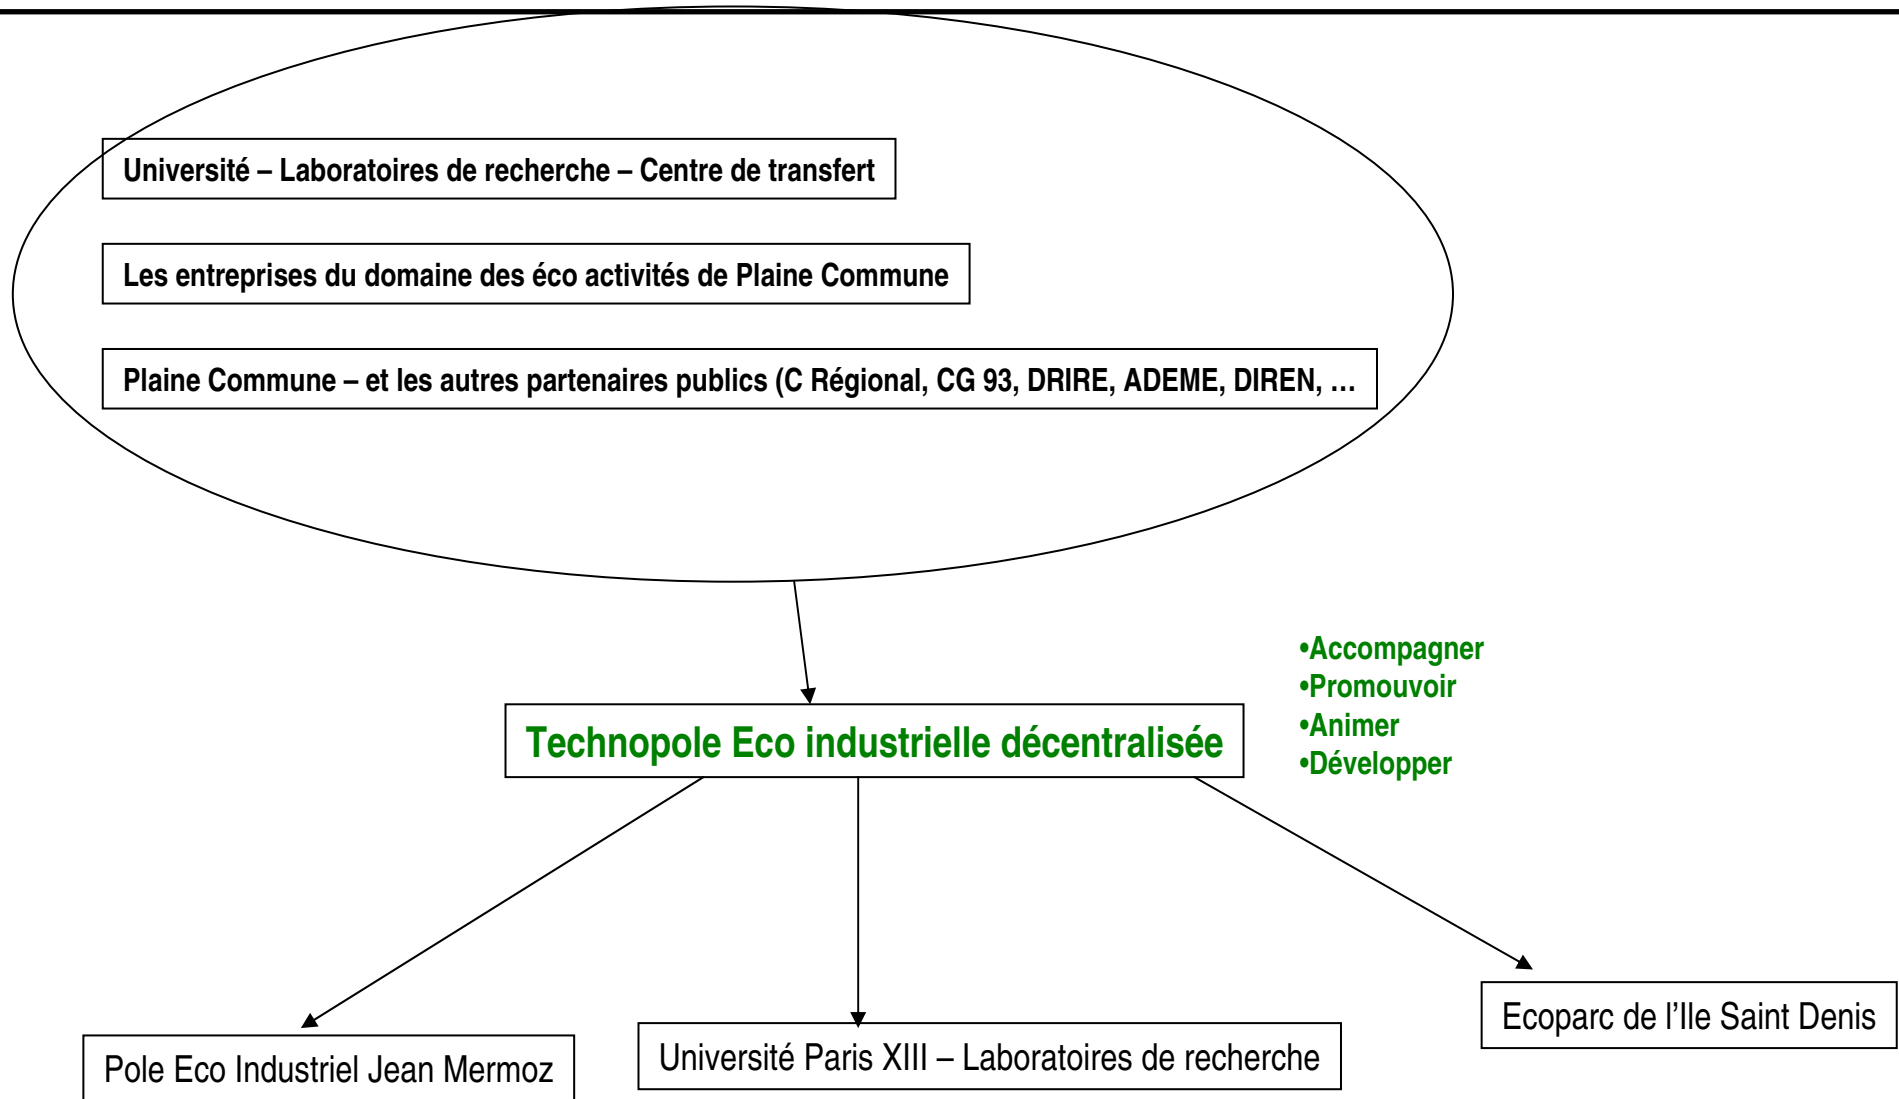 Université – Laboratoires de recherche – Centre de transfert
Les entreprises du domaine des éco activités de Plaine Commune
Plaine Commune – et les autres partenaires publics (C Régional, CG 93, DRIRE, ADEME, DIREN, …
•Accompagner
•Promouvoir
•Animer
•Développer
Technopole Eco industrielle décentralisée
Pole Eco Industriel Jean Mermoz
Université Paris XIII – Laboratoires de recherche
Ecoparc de l’Ile Saint Denis